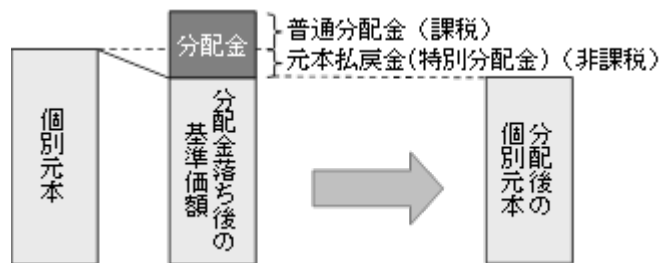 分配金
普通分配金（課税）
元本払戻金(特別分配金)（非課税）
個別元本
分配金落ち後の
基準価額
分配後の
個別元本